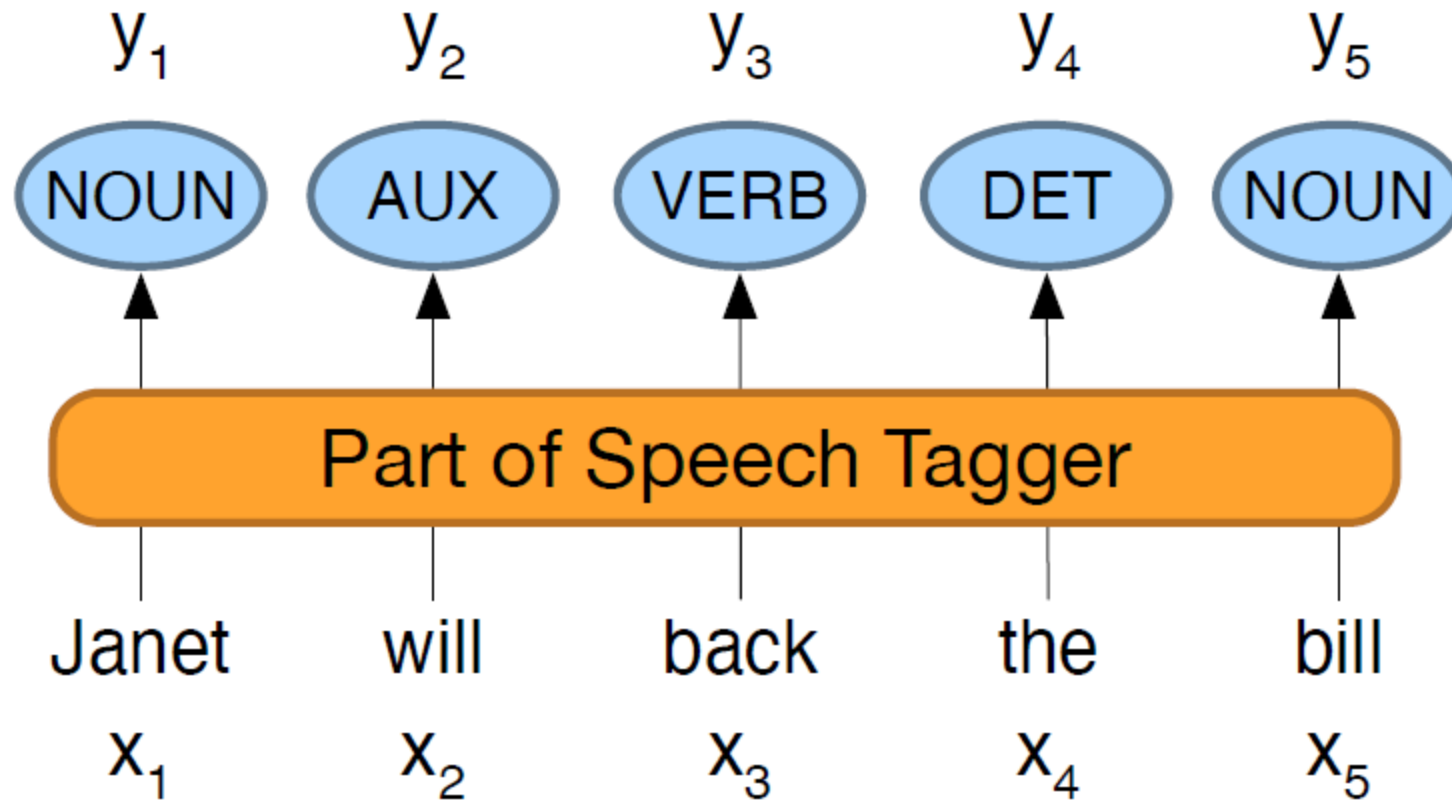 y₁ y₂ y₃ y₄ y₅
NOUN AUX VERB DET NOUN
Part of Speech Tagger
Janet will back the bill
x₁ x₂ x₃ x₄ x₅